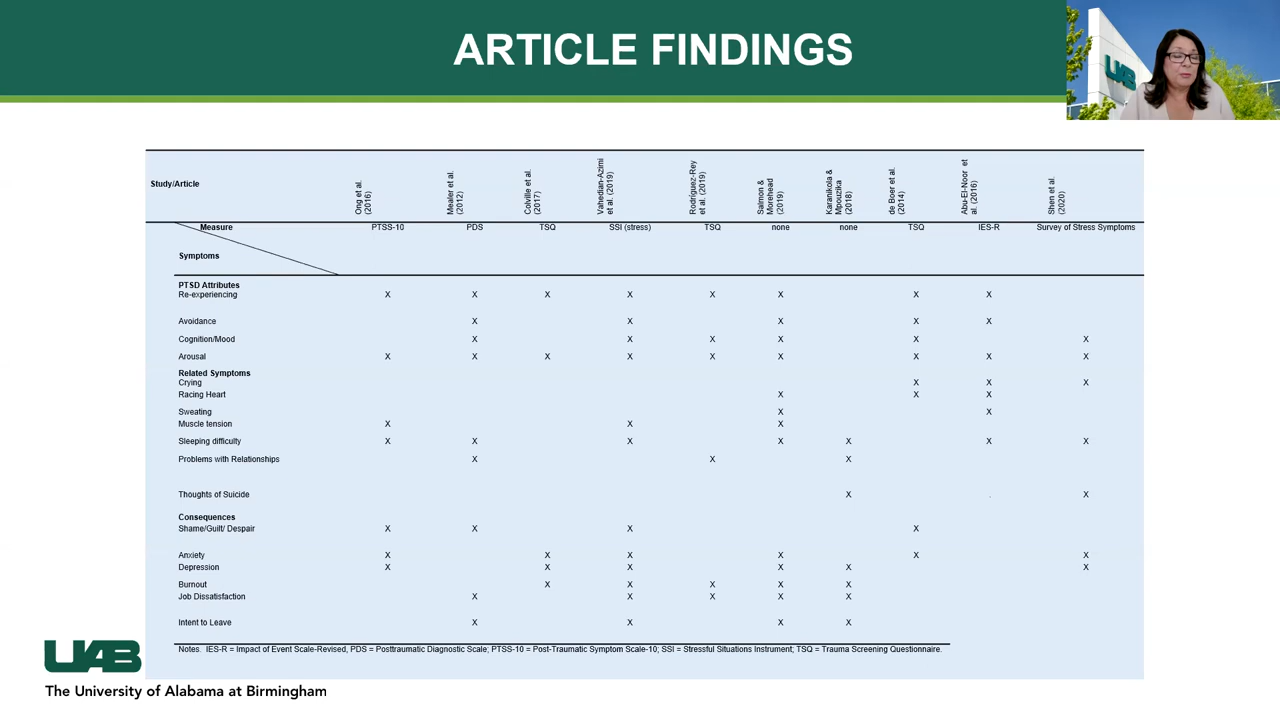 ARTICLE FINDINGS
UAB
Study/Article
Ong et al. (2016)
Mealer et al. (2012)
Colville et al. (2017)
Vahedian-Azimi et al. (2019)
Rodríguez-Rey et al. (2019)
Salmon & Morehead (2019)
Karanikola & Mpouzika (2018)
de Boer et al. (2014)
Abu-El-Noor et al. (2016)
Shen et al. (2020)
Measure PTSS-10 PDS TSQ SSI (stress) TSQ none none TSQ IES-R Survey of Stress Symptoms
Symptoms
PTSD Attributes
Re-experiencing X X X X X X X X
Avoidance X X X X X
Cognition/Mood X X X X X X
Arousal X X X X X X X X X
Related Symptoms
Crying X X X
Racing Heart X X X
Sweating X X
Muscle tension X X X
Sleeping difficulty X X X X X X X
Problems with Relationships X X X
Thoughts of Suicide X . X
Consequences
Shame/Guilt/ Despair X X X X
Anxiety X X X X X X
Depression X X X X X X
Burnout X X X X X
Job Dissatisfaction X X X X X
Intent to Leave X X X X
Notes. IES-R = Impact of Event Scale-Revised, PDS = Posttraumatic Diagnostic Scale; PTSS-10 = Post-Traumatic Symptom Scale-10; SSI = Stressful Situations Instrument; TSQ = Trauma Screening Questionnaire.
UAB
The University of Alabama at Birmingham